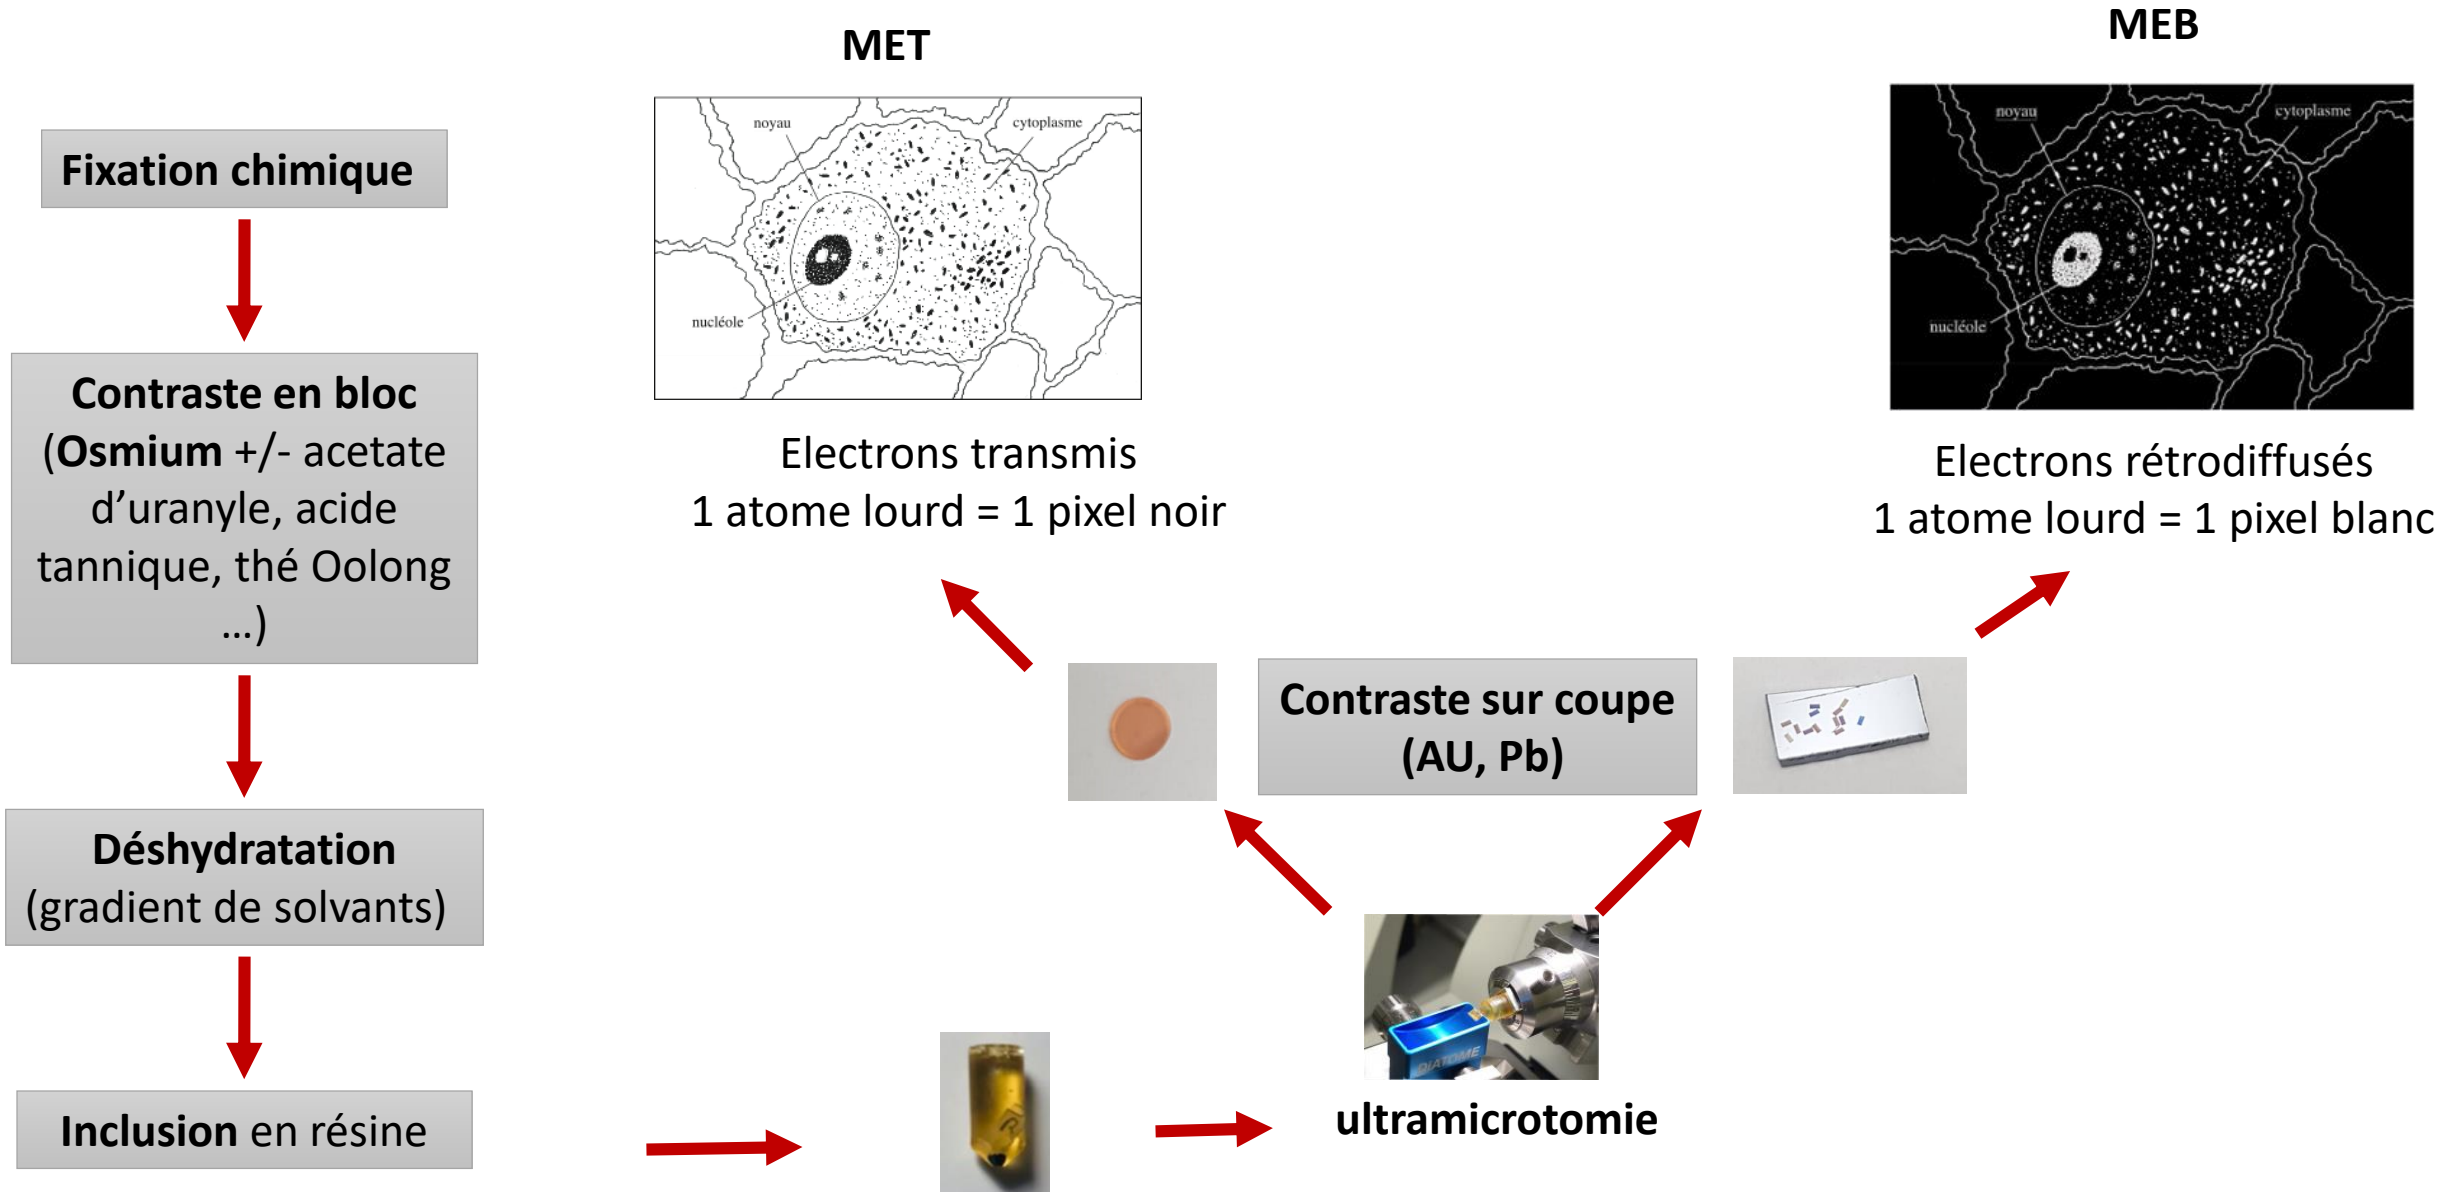 MET
MEB
noyau
cytoplasme
nucléole
noyau
cytoplasme
nucléole
Fixation chimique
Contraste en bloc
(Osmium +/- acetate
d’uranyle, acide
tannique, thé Oolong
...)
Déshydratation
(gradient de solvants)
Inclusion en résine
Electrons transmis
1 atome lourd = 1 pixel noir
Electrons rétrodiffusés
1 atome lourd = 1 pixel blanc
Contraste sur coupe
(AU, Pb)
DIATOME
ultramicrotomie